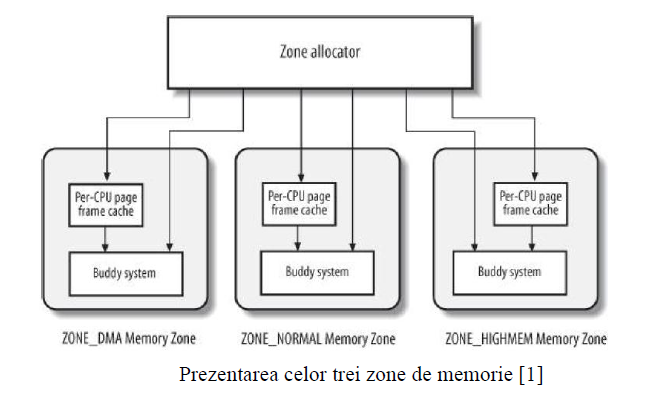 Zone allocator
Per-CPU page
frame cache
Buddy system
ZONE_DMA Memory Zone
Per-CPU page
frame cache
Buddy system
ZONE_NORMAL Memory Zone
Per-CPU page
frame cache
Buddy system
ZONE_HIGHMEM Memory Zone
Prezentarea celor trei zone de memorie [1]